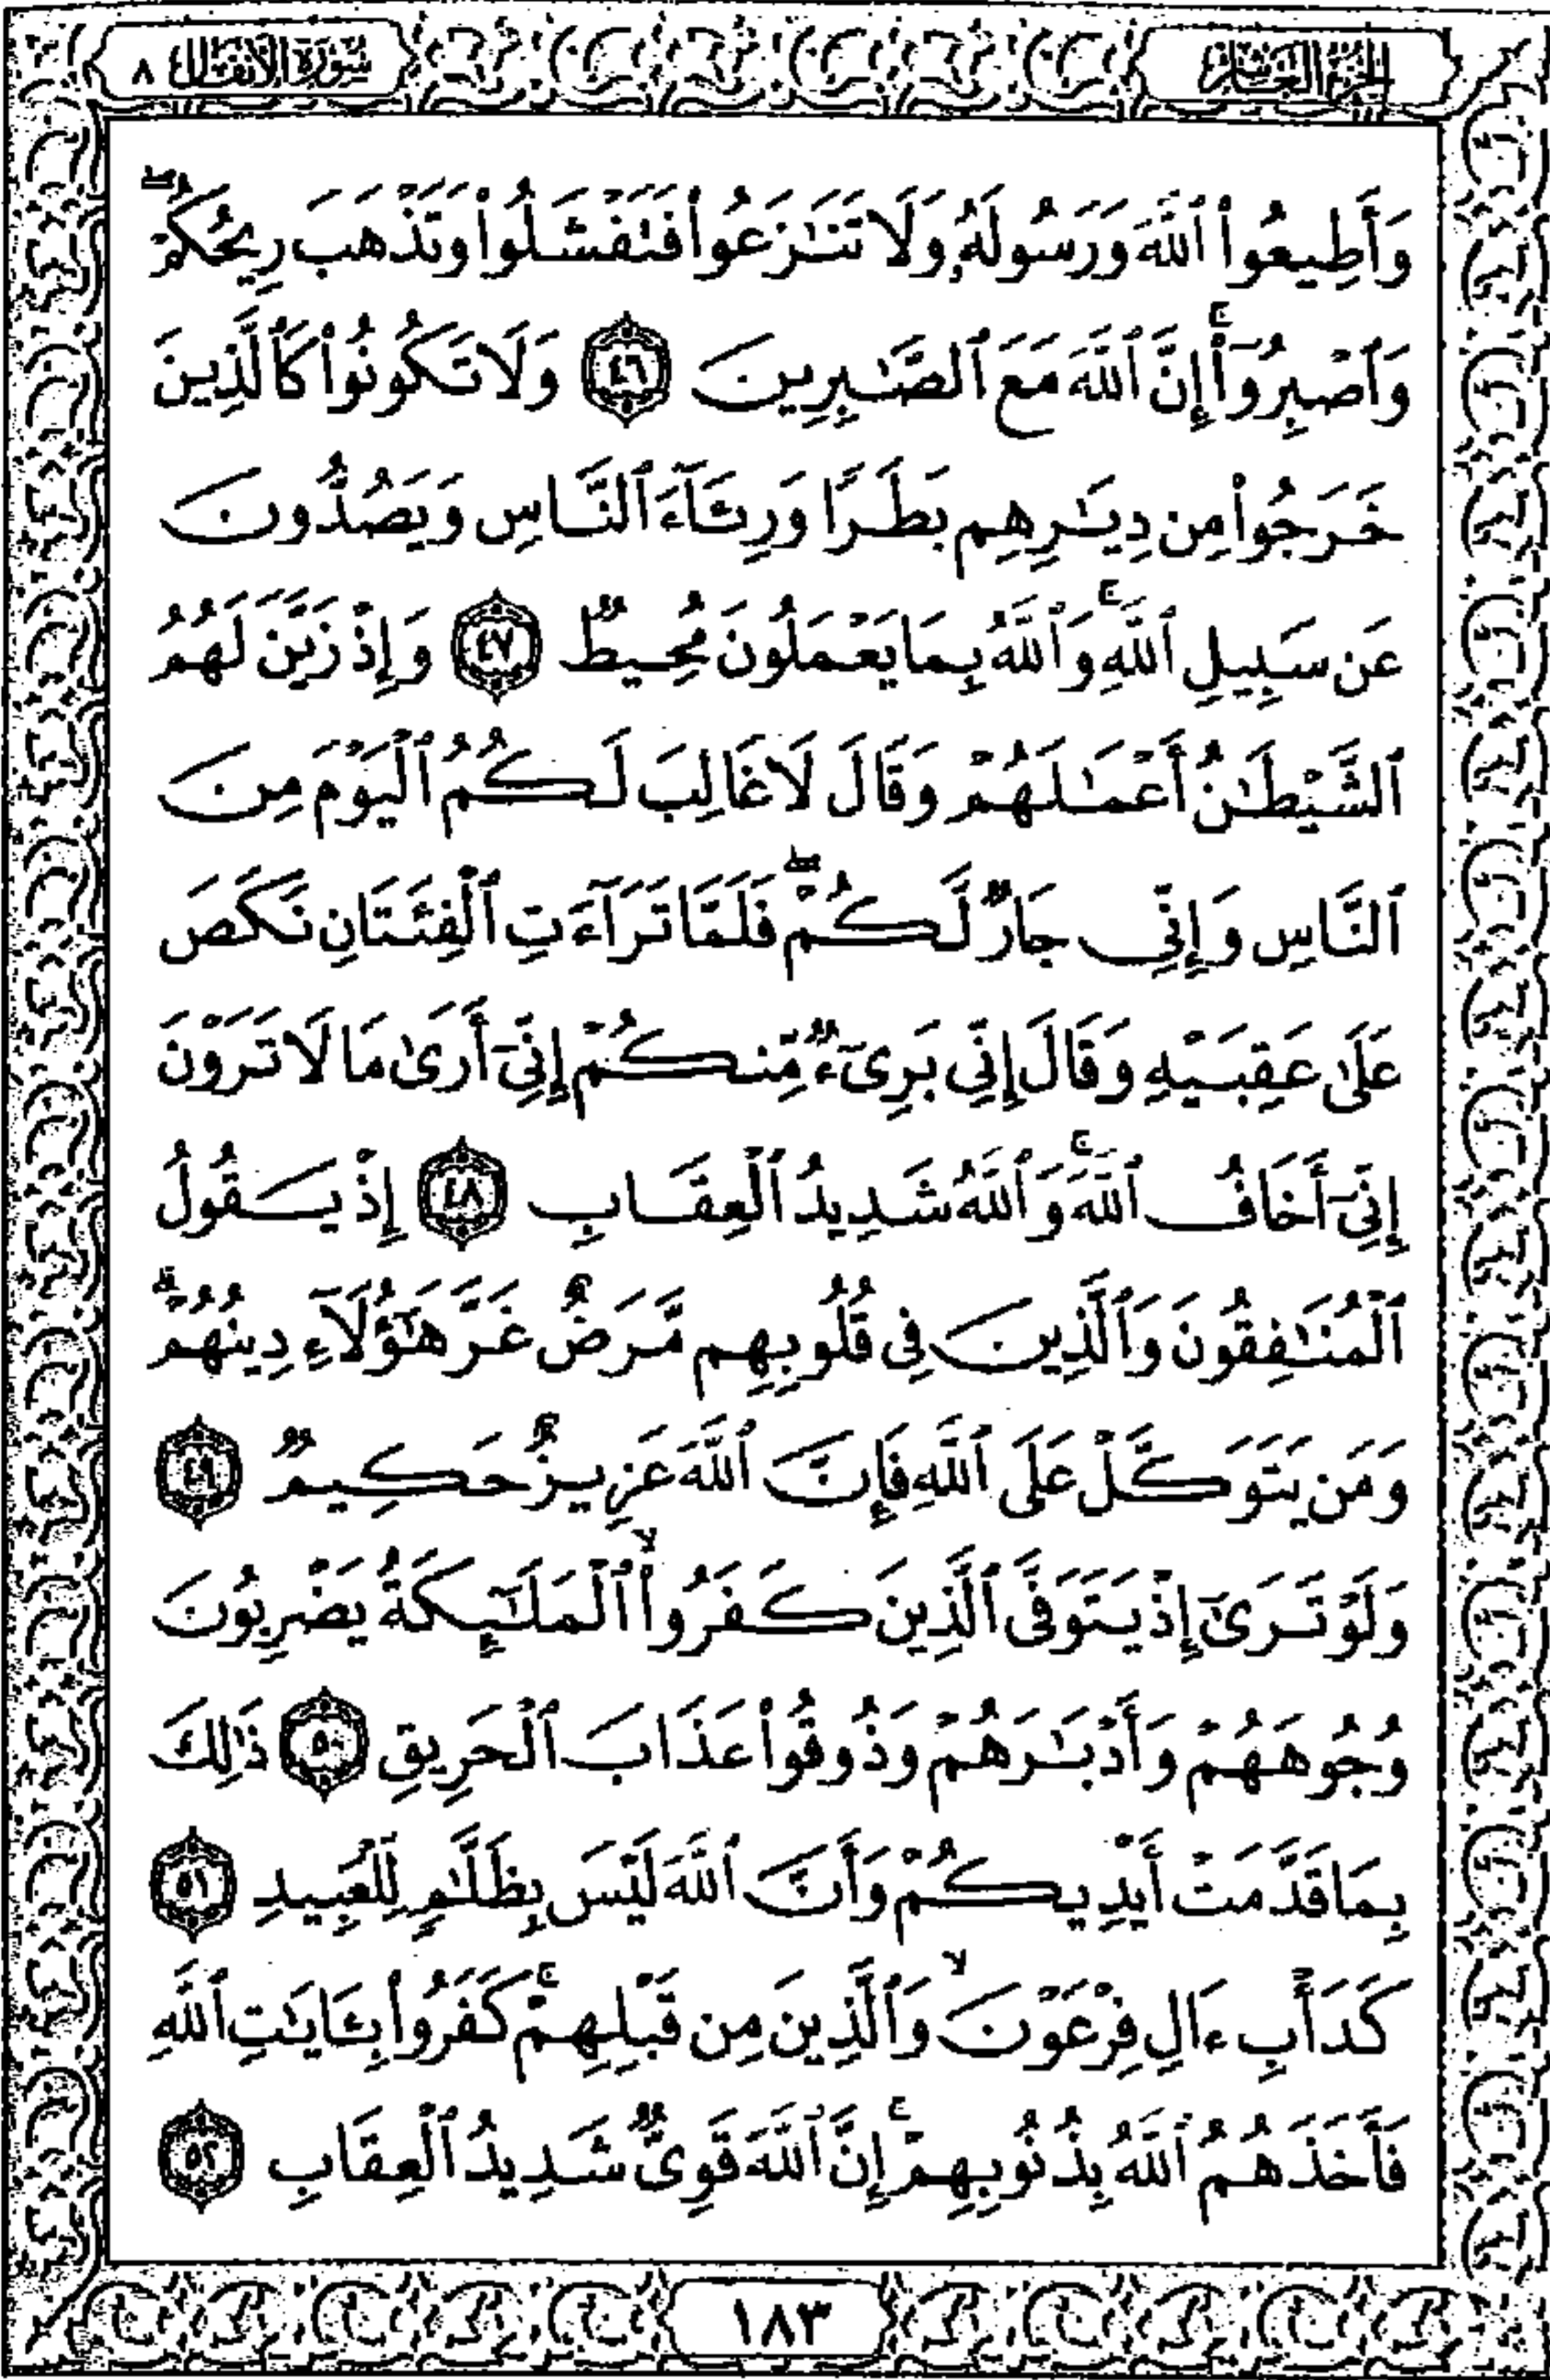 الجزء العاشر
سورة الأنفال ٨
وَأَطِيعُوا۟ ٱللَّهَ وَرَسُولَهُۥ وَلَا تَنَـٰزَعُوا۟ فَتَفْشَلُوا۟ وَتَذْهَبَ رِيحُكُمْ ۖ
وَٱصْبِرُوٓا۟ ۚ إِنَّ ٱللَّهَ مَعَ ٱلصَّـٰبِرِينَ ٤٦ وَلَا تَكُونُوا۟ كَٱلَّذِينَ
خَرَجُوا۟ مِن دِيَـٰرِهِم بَطَرًا وَرِئَآءَ ٱلنَّاسِ وَيَصُدُّونَ
عَن سَبِيلِ ٱللَّهِ ۚ وَٱللَّهُ بِمَا يَعْمَلُونَ مُحِيطٌ ٤٧ وَإِذْ زَيَّنَ لَهُمُ
ٱلشَّيْطَـٰنُ أَعْمَـٰلَهُمْ وَقَالَ لَا غَالِبَ لَكُمُ ٱلْيَوْمَ مِنَ
ٱلنَّاسِ وَإِنِّى جَارٌ لَّكُمْ ۖ فَلَمَّا تَرَآءَتِ ٱلْفِئَتَانِ نَكَصَ
عَلَىٰ عَقِبَيْهِ وَقَالَ إِنِّى بَرِىٓءٌ مِّنكُمْ إِنِّىٓ أَرَىٰ مَا لَا تَرَوْنَ
إِنِّىٓ أَخَافُ ٱللَّهَ ۚ وَٱللَّهُ شَدِيدُ ٱلْعِقَابِ ٤٨ إِذْ يَقُولُ
ٱلْمُنَـٰفِقُونَ وَٱلَّذِينَ فِى قُلُوبِهِم مَّرَضٌ غَرَّ هَـٰٓؤُلَآءِ دِينُهُمْ ۗ
وَمَن يَتَوَكَّلْ عَلَى ٱللَّهِ فَإِنَّ ٱللَّهَ عَزِيزٌ حَكِيمٌ ٤٩
وَلَوْ تَرَىٰٓ إِذْ يَتَوَفَّى ٱلَّذِينَ كَفَرُوا۟ ۙ ٱلْمَلَـٰٓئِكَةُ يَضْرِبُونَ
وُجُوهَهُمْ وَأَدْبَـٰرَهُمْ وَذُوقُوا۟ عَذَابَ ٱلْحَرِيقِ ٥٠ ذَٰلِكَ
بِمَا قَدَّمَتْ أَيْدِيكُمْ وَأَنَّ ٱللَّهَ لَيْسَ بِظَلَّـٰمٍ لِّلْعَبِيدِ ٥١
كَدَأْبِ ءَالِ فِرْعَوْنَ ۙ وَٱلَّذِينَ مِن قَبْلِهِمْ ۚ كَفَرُوا۟ بِـَٔايَـٰتِ ٱللَّهِ
فَأَخَذَهُمُ ٱللَّهُ بِذُنُوبِهِمْ ۚ إِنَّ ٱللَّهَ قَوِىٌّ شَدِيدُ ٱلْعِقَابِ ٥٢
١٨٣